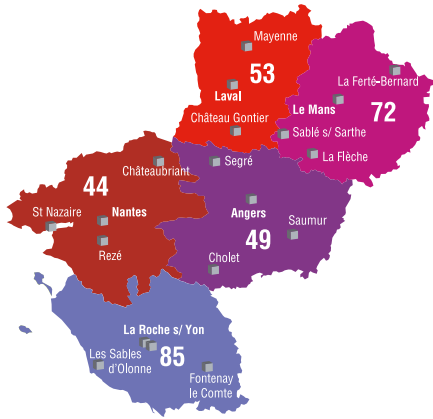 Mayenne
53
Laval
Château Gontier
La Ferté-Bernard
Le Mans
72
Sablé s/ Sarthe
La Flèche
Châteaubriant
44
St Nazaire
Nantes
Rezé
Segré
Angers
Saumur
49
Cholet
La Roche s/ Yon
Les Sables
d'Olonne
85
Fontenay
le Comte